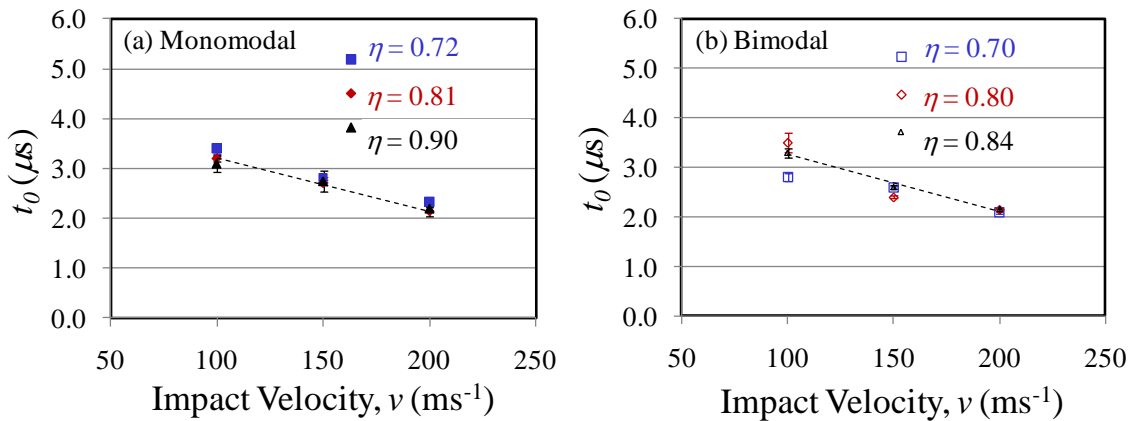 (a) Monomodal
η = 0.72
η = 0.81
η = 0.90
6.0
5.0
4.0
3.0
2.0
1.0
0.0
t0 (μs)
50 100 150 200 250
Impact Velocity, v (ms-1)
(b) Bimodal
η = 0.70
η = 0.80
η = 0.84
6.0
5.0
4.0
3.0
2.0
1.0
0.0
t0 (μs)
50 100 150 200 250
Impact Velocity, v (ms-1)